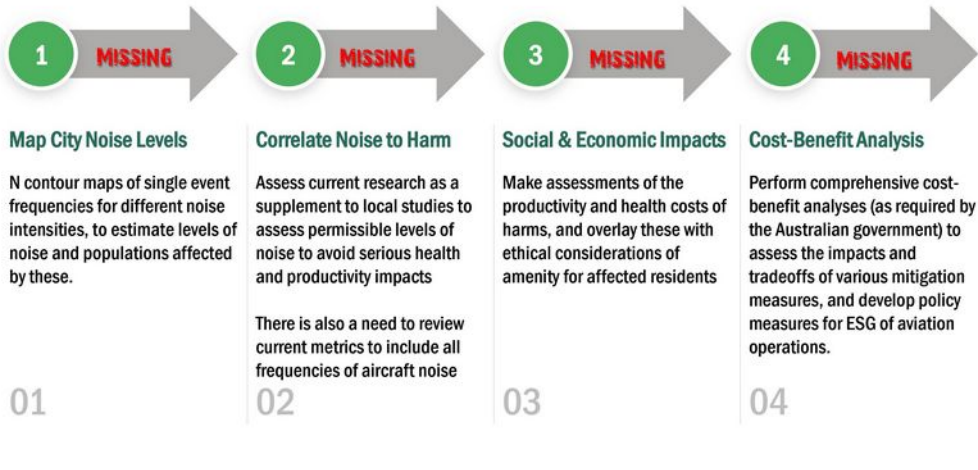 1 MISSING
2 MISSING
3 MISSING
4 MISSING
Map City Noise Levels
N contour maps of single event
frequencies for different noise
intensities, to estimate levels of
noise and populations affected
by these.
01
Correlate Noise to Harm
Assess current research as a
supplement to local studies to
assess permissible levels of
noise to avoid serious health
and productivity impacts
There is also a need to review
current metrics to include all
frequencies of aircraft noise
02
Social & Economic Impacts
Make assessments of the
productivity and health costs of
harms, and overlay these with
ethical considerations of
amenity for affected residents
03
Cost-Benefit Analysis
Perform comprehensive cost-
benefit analyses (as required by
the Australian government) to
assess the impacts and
tradeoffs of various mitigation
measures, and develop policy
measures for ESG of aviation
operations.
04